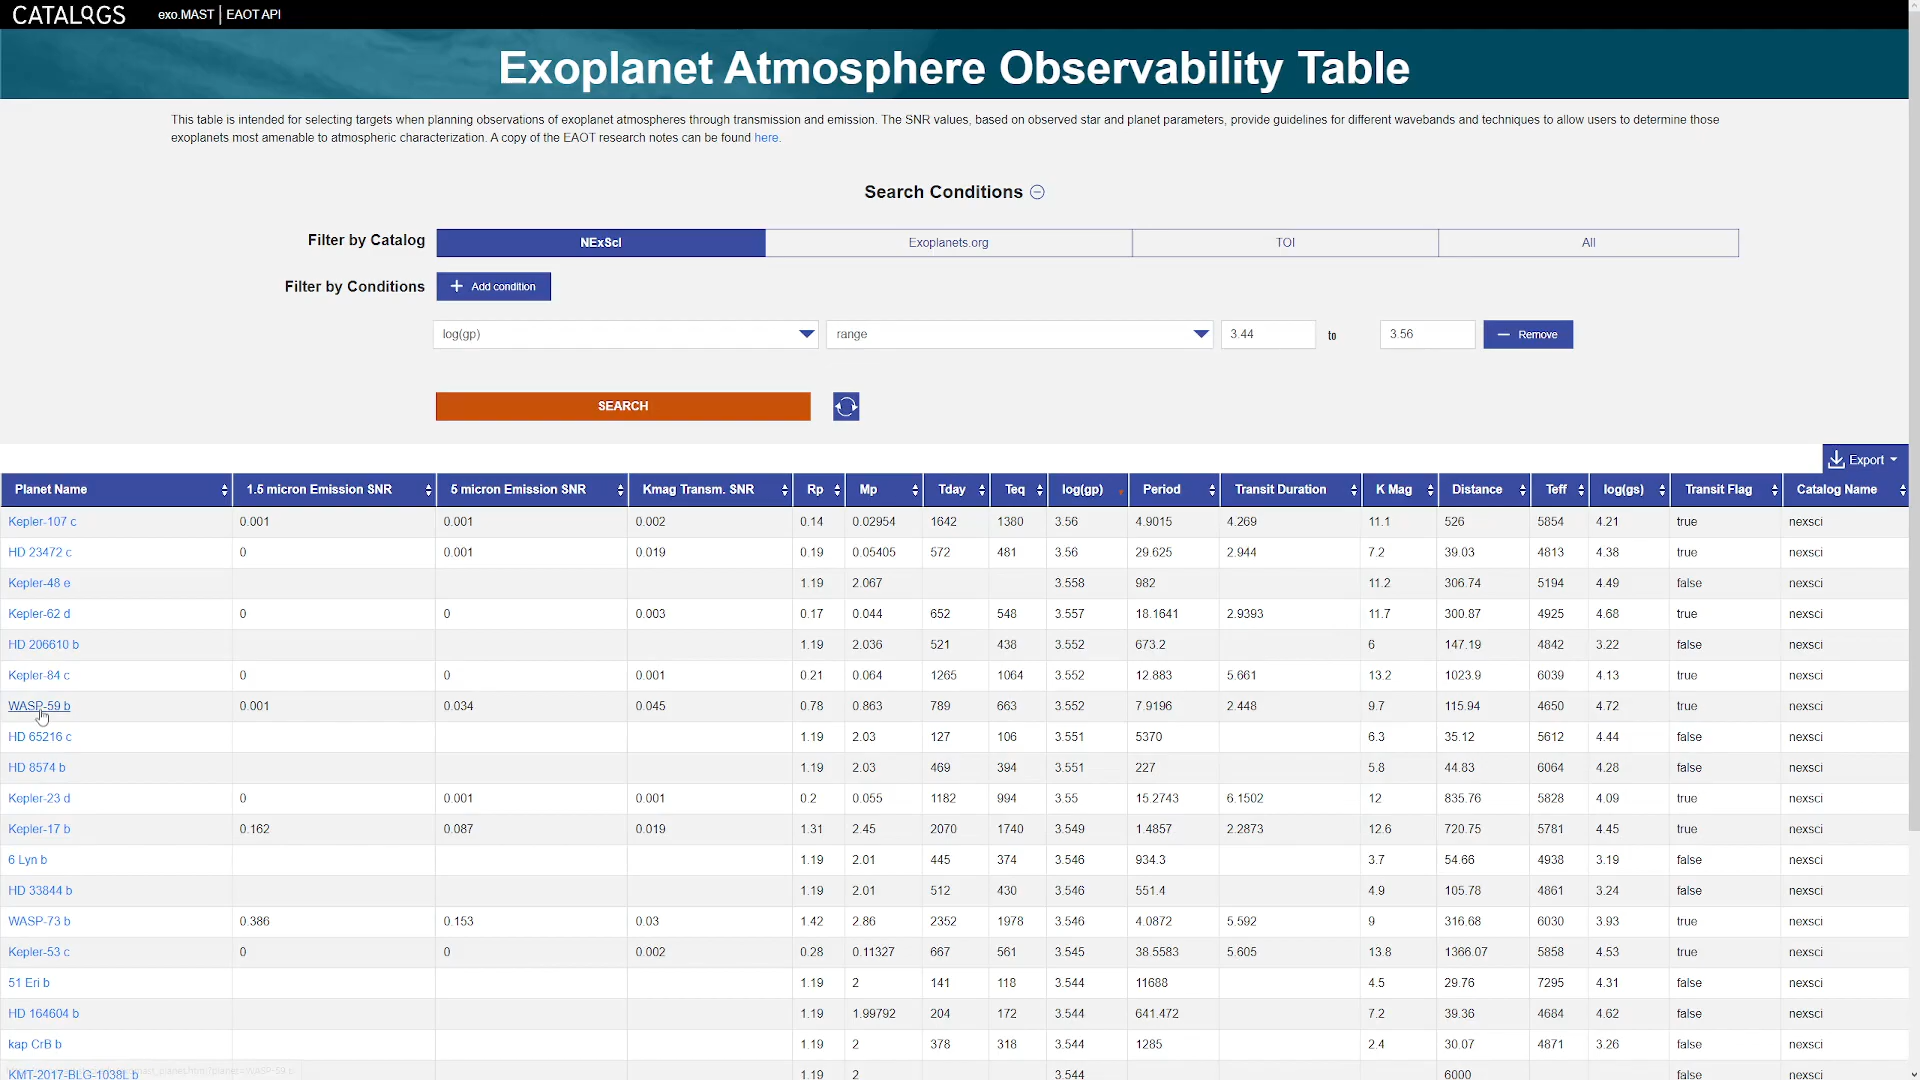 CATALOGS exo.MAST EAOT API
Exoplanet Atmosphere Observability Table
This table is intended for selecting targets when planning observations of exoplanet atmospheres through transmission and emission. The SNR values, based on observed star and planet parameters, provide guidelines for different wavebands and techniques to allow users to determine those
exoplanets most amenable to atmospheric characterization. A copy of the EAOT research notes can be found here.
Search Conditions
Filter by Catalog NExScI Exoplanets.org TOI All
Filter by Conditions Add condition
log(gp) range 3.44 to 3.56 Remove
SEARCH
Export
Planet Name 1.5 micron Emission SNR 5 micron Emission SNR Kmag Transm. SNR Rp Mp Tday Teq log(gp) Period Transit Duration K Mag Distance Teff log(gs) Transit Flag Catalog Name
Kepler-107 c 0.001 0.001 0.002 0.14 0.02954 1642 1380 3.56 4.9015 4.269 11.1 526 5854 4.21 true nexsci
HD 23472 c 0 0.001 0.019 0.19 0.05405 572 481 3.56 29.625 2.944 7.2 39.03 4813 4.38 true nexsci
Kepler-48 e 1.19 2.067 3.558 982 11.2 306.74 5194 4.49 false nexsci
Kepler-62 d 0 0 0.003 0.17 0.044 652 548 3.557 18.1641 2.9393 11.7 300.87 4925 4.68 true nexsci
HD 206610 b 1.19 2.036 521 438 3.552 673.2 6 147.19 4842 3.22 false nexsci
Kepler-84 c 0 0 0.001 0.21 0.064 1265 1064 3.552 12.883 5.661 13.2 1023.9 6039 4.13 true nexsci
WASP-59 b 0.001 0.034 0.045 0.78 0.863 789 663 3.552 7.9196 2.448 9.7 115.94 4650 4.72 true nexsci
HD 65216 c 1.19 2.03 127 106 3.551 5370 6.3 35.12 5612 4.44 false nexsci
HD 8574 b 1.19 2.03 469 394 3.551 227 5.8 44.83 6064 4.28 false nexsci
Kepler-23 d 0 0.001 0.001 0.2 0.055 1182 994 3.55 15.2743 6.1502 12 835.76 5828 4.09 true nexsci
Kepler-17 b 0.162 0.087 0.019 1.31 2.45 2070 1740 3.549 1.4857 2.2873 12.6 720.75 5781 4.45 true nexsci
6 Lyn b 1.19 2.01 445 374 3.546 934.3 3.7 54.66 4938 3.19 false nexsci
HD 33844 b 1.19 2.01 512 430 3.546 551.4 4.9 105.78 4861 3.24 false nexsci
WASP-73 b 0.386 0.153 0.03 1.42 2.86 2352 1978 3.546 4.0872 5.592 9 316.68 6030 3.93 true nexsci
Kepler-53 c 0 0 0.002 0.28 0.11327 667 561 3.545 38.5583 5.605 13.8 1366.07 5858 4.53 true nexsci
51 Eri b 1.19 2 141 118 3.544 11688 4.5 29.76 7295 4.31 false nexsci
HD 164604 b 1.19 1.99792 204 172 3.544 641.472 7.2 39.36 4684 4.62 false nexsci
kap CrB b 1.19 2 378 318 3.544 1285 2.4 30.07 4871 3.26 false nexsci
KMT-2017-BLG-1038L b 1.19 2 3.544 6000 false nexsci